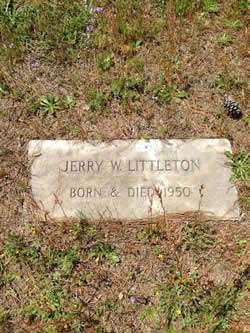 JERRY W. LITTLETON
BORN & DIED 1950